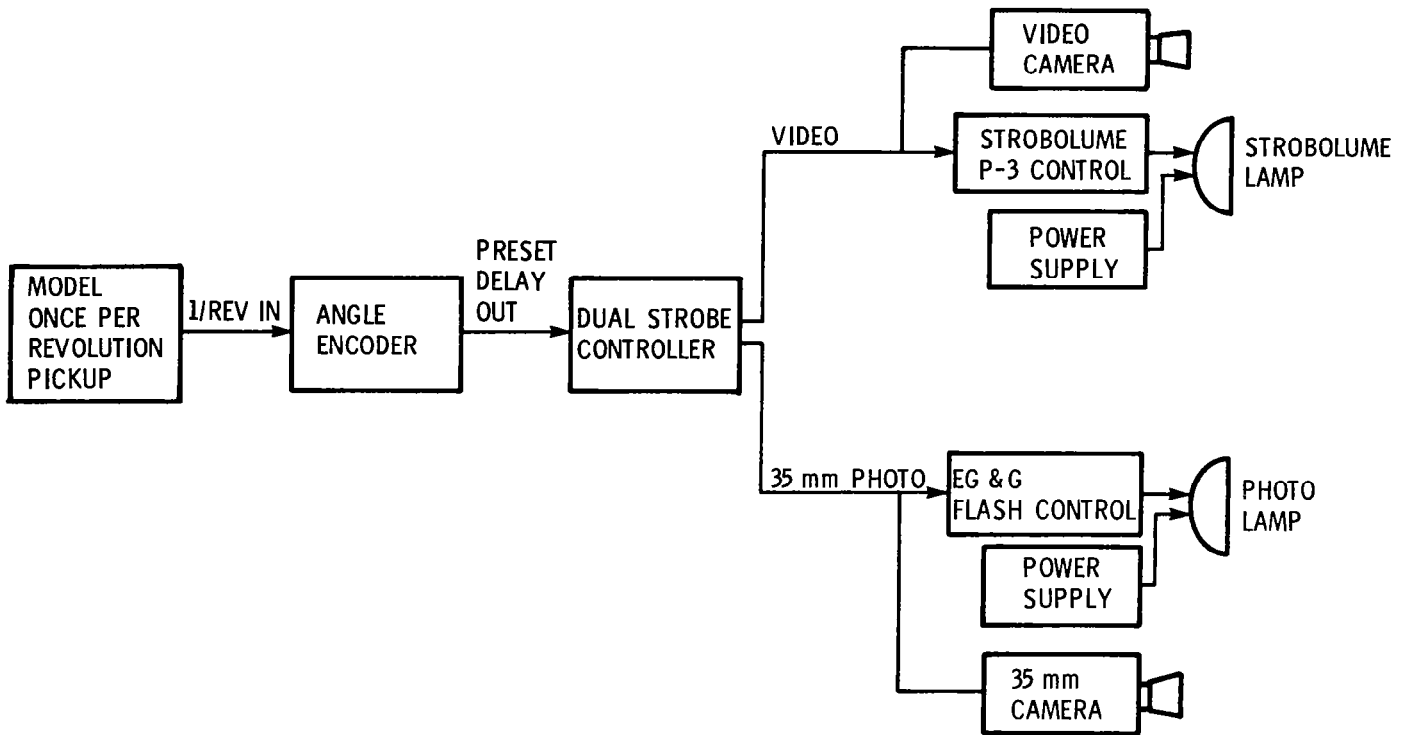 MODEL
ONCE PER
REVOLUTION
PICKUP
1/REV IN
ANGLE
ENCODER
PRESET
DELAY
OUT
DUAL STROBE
CONTROLLER
VIDEO
VIDEO
CAMERA
STROBOLUME
P-3 CONTROL
STROBOLUME
LAMP
POWER
SUPPLY
35 mm PHOTO
EG & G
FLASH CONTROL
PHOTO
LAMP
POWER
SUPPLY
35 mm
CAMERA